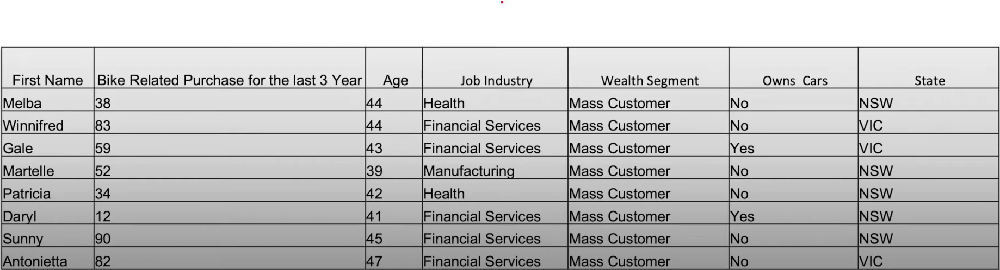 First Name Bike Related Purchase for the last 3 Year Age Job Industry Wealth Segment Owns Cars State
Melba 38 44 Health Mass Customer No NSW
Winnifred 83 44 Financial Services Mass Customer No VIC
Gale 59 43 Financial Services Mass Customer Yes VIC
Martelle 52 39 Manufacturing Mass Customer No NSW
Patricia 34 42 Health Mass Customer No NSW
Daryl 12 41 Financial Services Mass Customer Yes NSW
Sunny 90 45 Financial Services Mass Customer No NSW
Antonietta 82 47 Financial Services Mass Customer No VIC